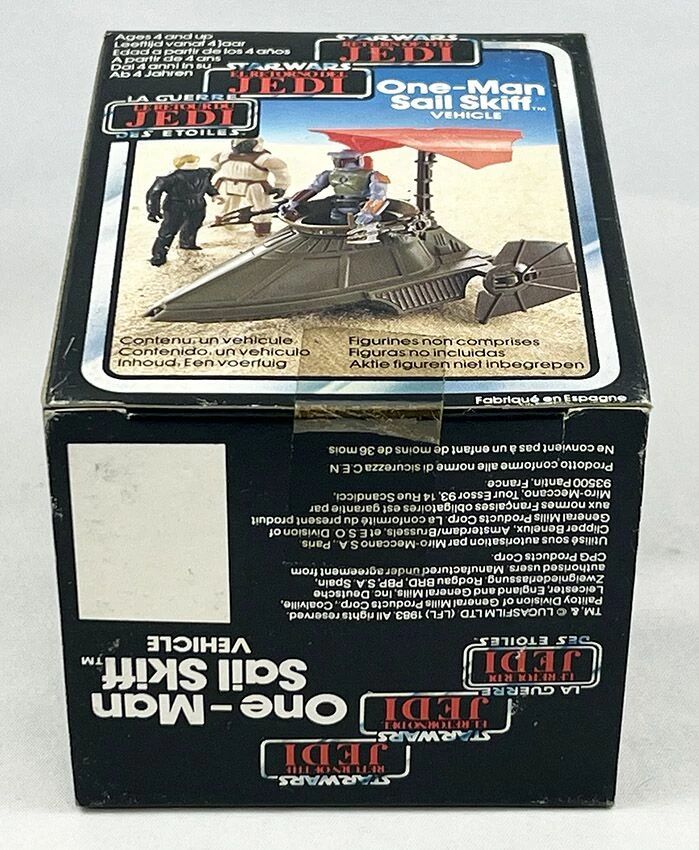 Ages 4 and up
Leeftijd vanaf 4 jaar
Edad a partir de los 4 años
A partir de 4 ans
Dai 4 anni in su
Ab 4 Jahren
STAR WARS
RETURN OF THE
JEDI
STAR WARS
EL RETORNO DEL
JEDI
LA GUERRE
LE RETOUR DU
JEDI
DES ETOILES
One-Man
Sail Skiff™
VEHICLE
Contenu, un vehicule
Contenido, un vehiculo
Inhoud, Een voertuig
Figurines non comprises
Figuras no incluidas
Aktie figuren niet inbegrepen
Fabriqué en Espagne
STAR WARS
RETURN OF THE
JEDI
STAR WARS
EL RETORNO DEL
JEDI
LA GUERRE
LE RETOUR DU
JEDI
DES ETOILES
One-Man
Sail Skiff™
VEHICLE
TM, & © LUCASFILM LTD (LFL) 1983. All rights reserved.
Palitoy Division of General Mills Products Corp., Coalville,
Leicester, England and General Mills, Inc. Deutsche
Zweigniederlassung, Rodgau, BRD, PBP, S.A. Spain,
authorised users. Manufactured under agreement from
CPG Products Corp.
Utilisé sous autorisation par Miro-Meccano S.A., Paris,
Clipper Benelux, Amsterdam/Brussels, et E S O Division of
General Mills Products Corp. La conformité du présent produit
aux normes Françaises obligatoires est garantie par
Miro-Meccano, Tour Essor 93, 14 Rue Scandicci,
93500 Pantin, France.
Prodotto conforme alle norme di sicurezza C E N
Ne convient pas à un enfant de moins de 36 mois